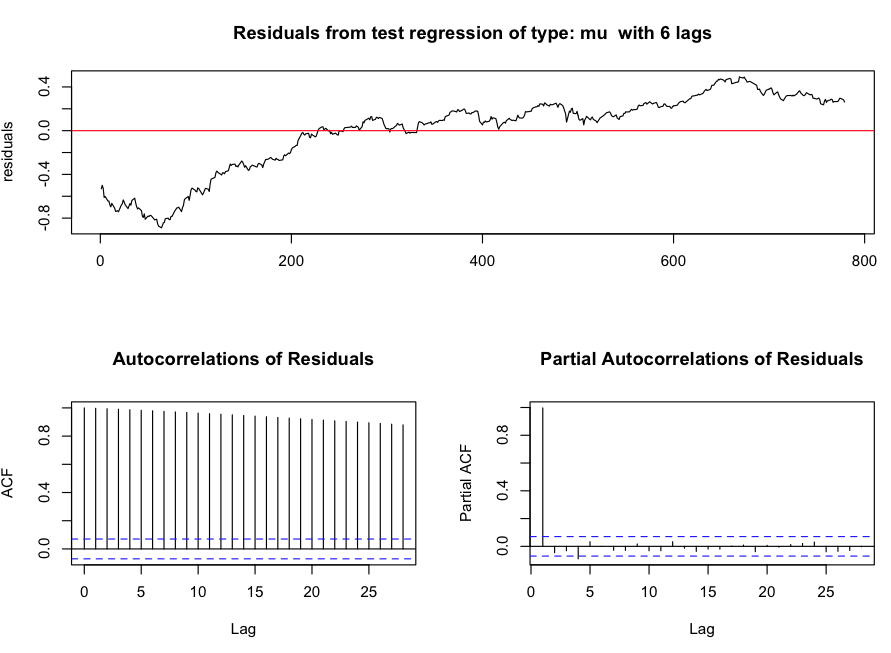 Residuals from test regression of type: mu  with 6 lags
residuals
0.4
0.0
-0.4
-0.8
0 200 400 600 800
Autocorrelations of Residuals
ACF
0.8
0.4
0.0
0 5 10 15 20 25
Lag
Partial Autocorrelations of Residuals
Partial ACF
0.8
0.4
0.0
0 5 10 15 20 25
Lag